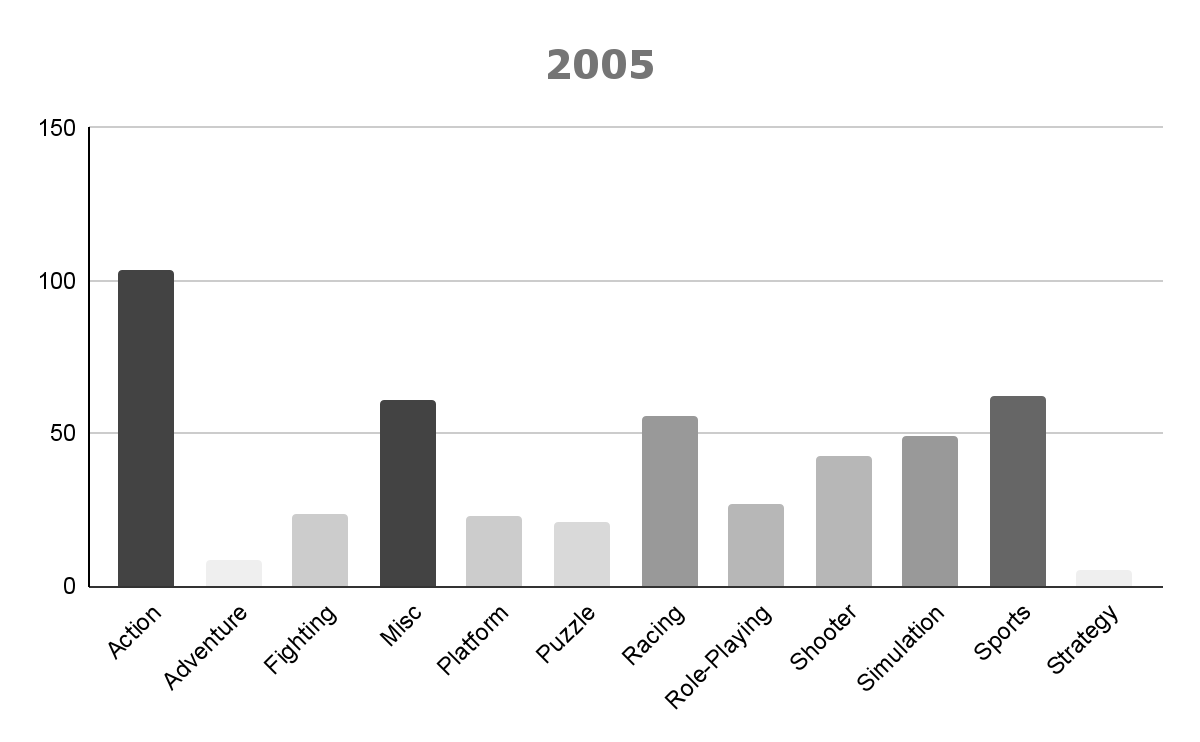 2005
150
100
50
0
Action
Adventure
Fighting
Misc
Platform
Puzzle
Racing
Role-Playing
Shooter
Simulation
Sports
Strategy